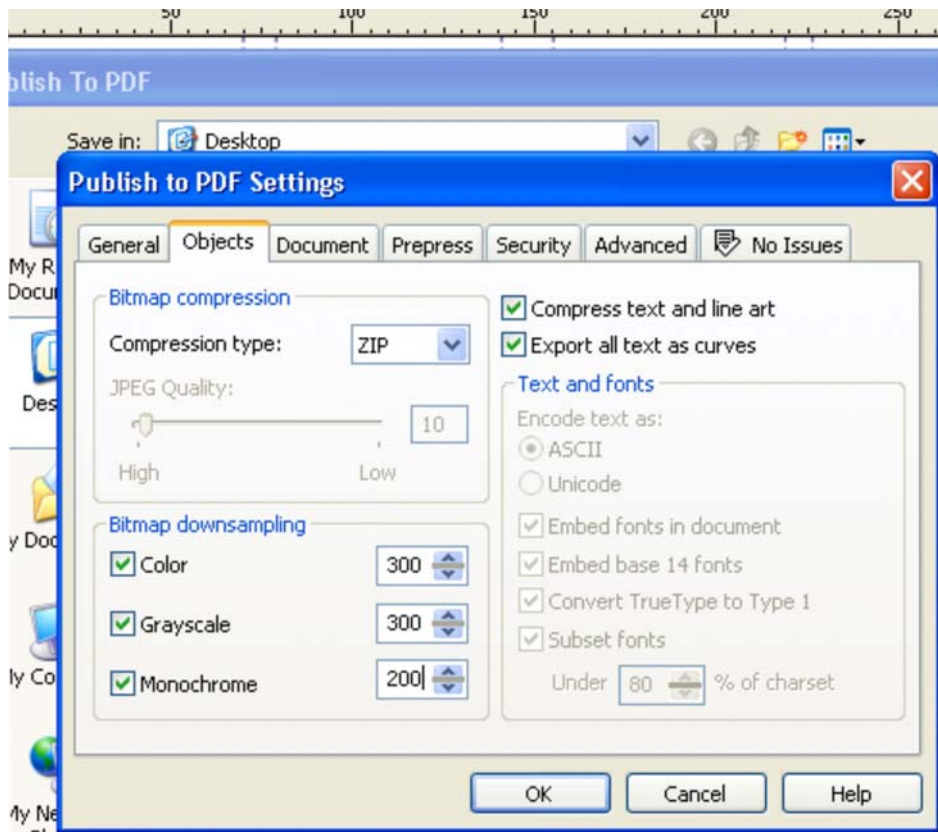 50 100 150 200 250
blish To PDF
Save in: Desktop
Publish to PDF Settings
General Objects Document Prepress Security Advanced No Issues
My R
Docu
Des
y Doc
ly Co
My Ne
Bitmap compression
Compression type: ZIP
JPEG Quality:
10
High Low
Bitmap downsampling
Color 300
Grayscale 300
Monochrome 200
Compress text and line art
Export all text as curves
Text and fonts
Encode text as:
ASCII
Unicode
Embed fonts in document
Embed base 14 fonts
Convert TrueType to Type 1
Subset fonts
Under 80 % of charset
OK Cancel Help